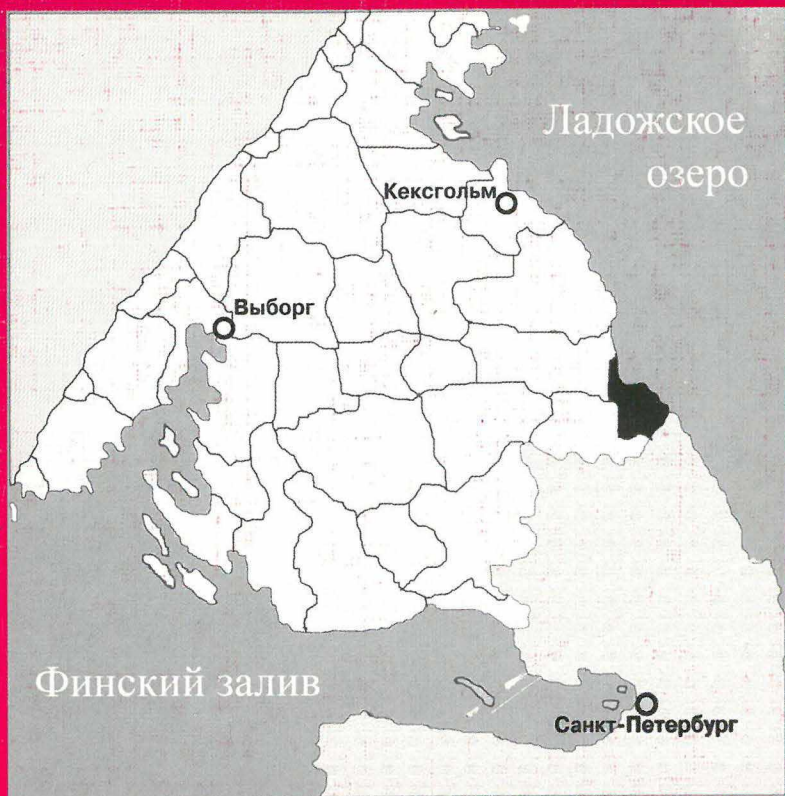 Ладожское
озеро
Кексгольм
Выборг
Финский залив
Санкт-Петербург